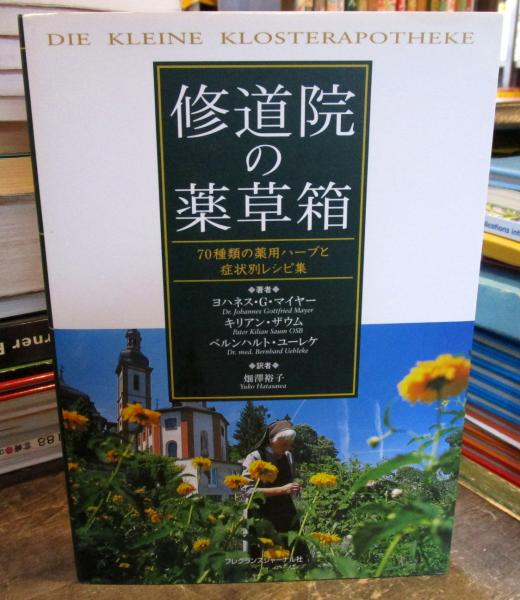 DIE KLEINE KLOSTERAPOTHEKE
修道院
の
薬草箱
70種類の薬用ハーブと
症状別レシピ集
◆著者◆
ヨハネス・G・マイヤー
Dr. Johannes Gottfried Mayer
キリアン・ザウム
Pater Kilian Saum OSB
ベルンハルト・ユーレケ
Dr. med. Bernhard Uehleke
◆訳者◆
畑澤裕子
Yuko Hatasawa
フレグランスジャーナル社